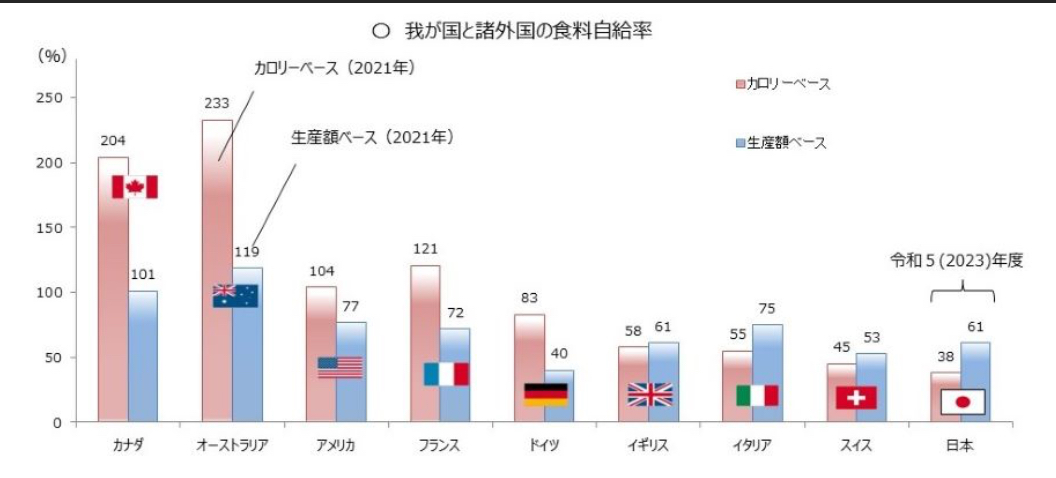 ○ 我が国と諸外国の食料自給率
(%)
カロリーベース（2021年）
生産額ベース（2021年）
カロリーベース
生産額ベース
令和５(2023)年度
250
200
150
100
50
0
204
101
233
119
104
77
121
72
83
40
58
61
55
75
45
53
38
61
カナダ
オーストラリア
アメリカ
フランス
ドイツ
イギリス
イタリア
スイス
日本